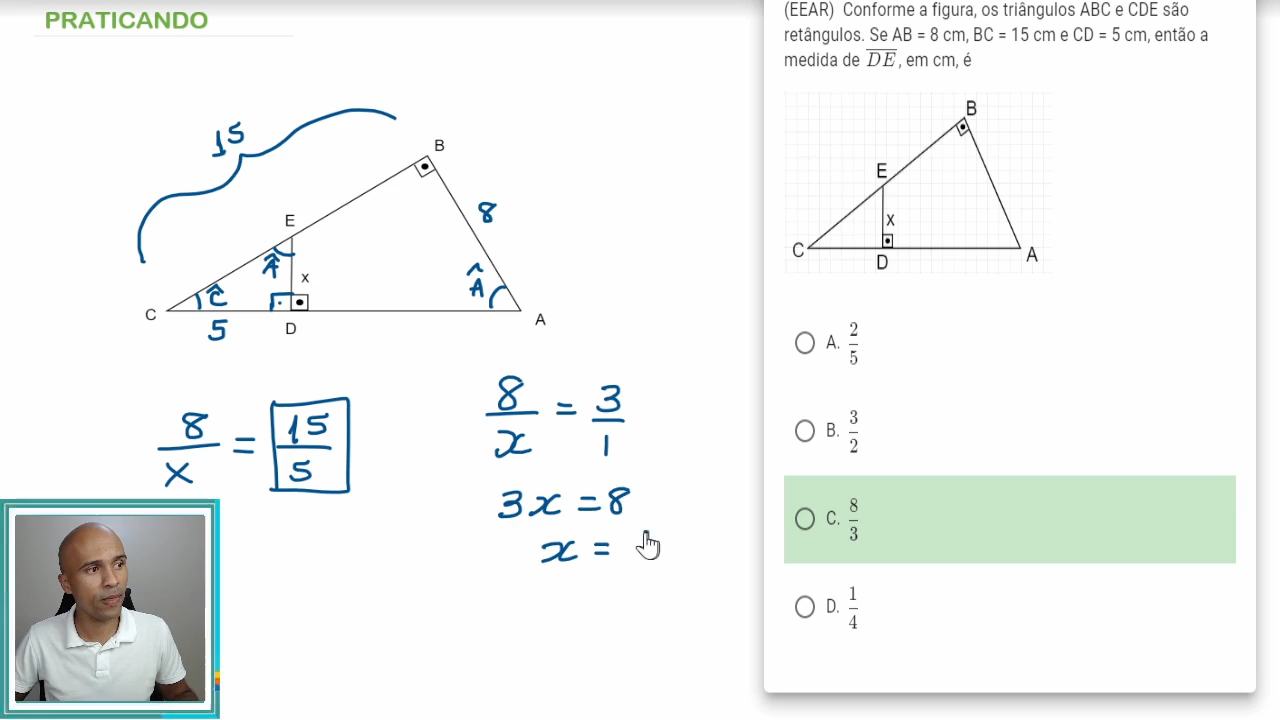 PRATICANDO
15
B
8
E
Â
x
Â
Ĉ
C
5
D
A
8/x = 15/5
8/x = 3/1
3x = 8
x =
(EEAR) Conforme a figura, os triângulos ABC e CDE são
retângulos. Se AB = 8 cm, BC = 15 cm e CD = 5 cm, então a
medida de D̅E̅, em cm, é
B
E
x
C
D
A
A. 2/5
B. 3/2
C. 8/3
D. 1/4